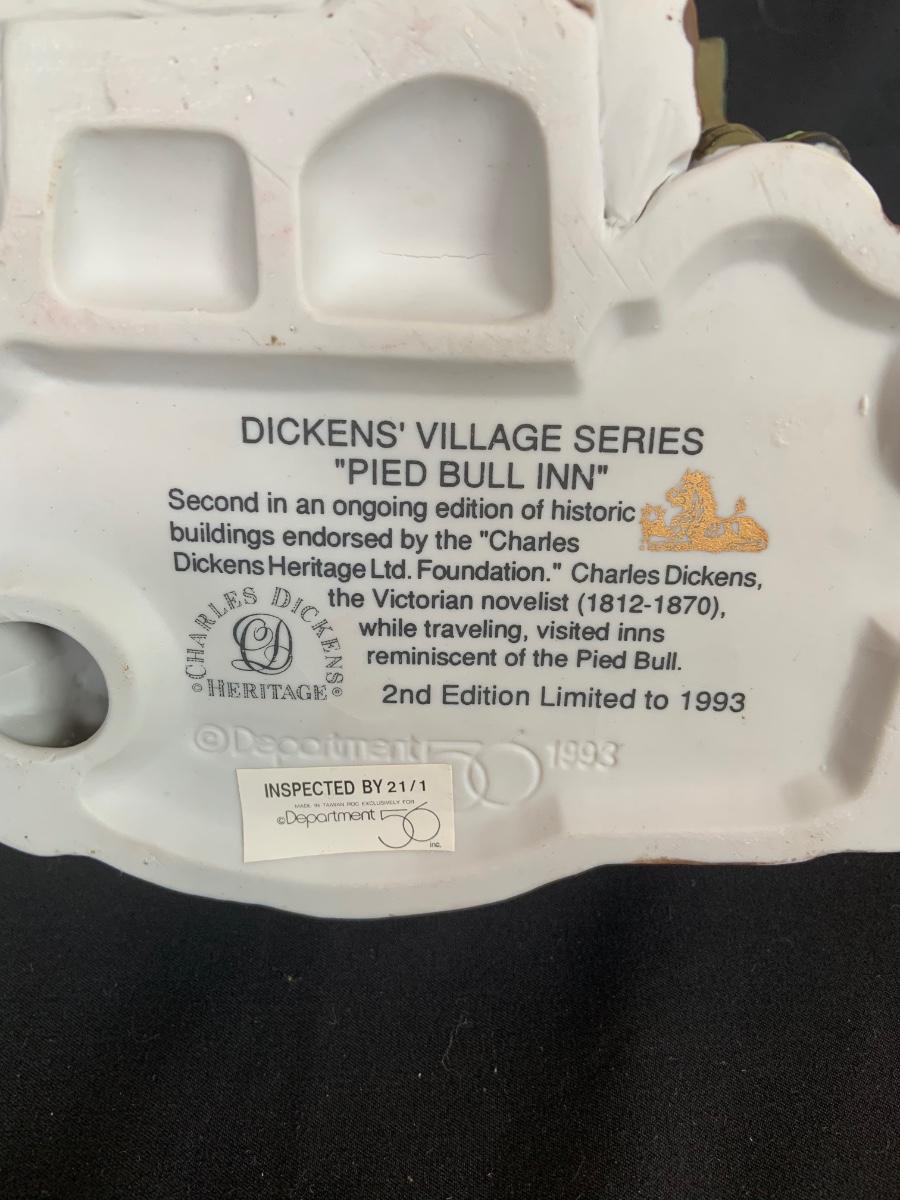 DICKENS' VILLAGE SERIES
"PIED BULL INN"
Second in an ongoing edition of historic
buildings endorsed by the "Charles
Dickens Heritage Ltd. Foundation." Charles Dickens,
the Victorian novelist (1812-1870),
while traveling, visited inns
reminiscent of the Pied Bull.
2nd Edition Limited to 1993
CHARLES DICKENS
CD
© HERITAGE ®
© Department 56 1993
INSPECTED BY 21/1
MADE IN TAIWAN ROC EXCLUSIVELY FOR
©Department 56
inc.